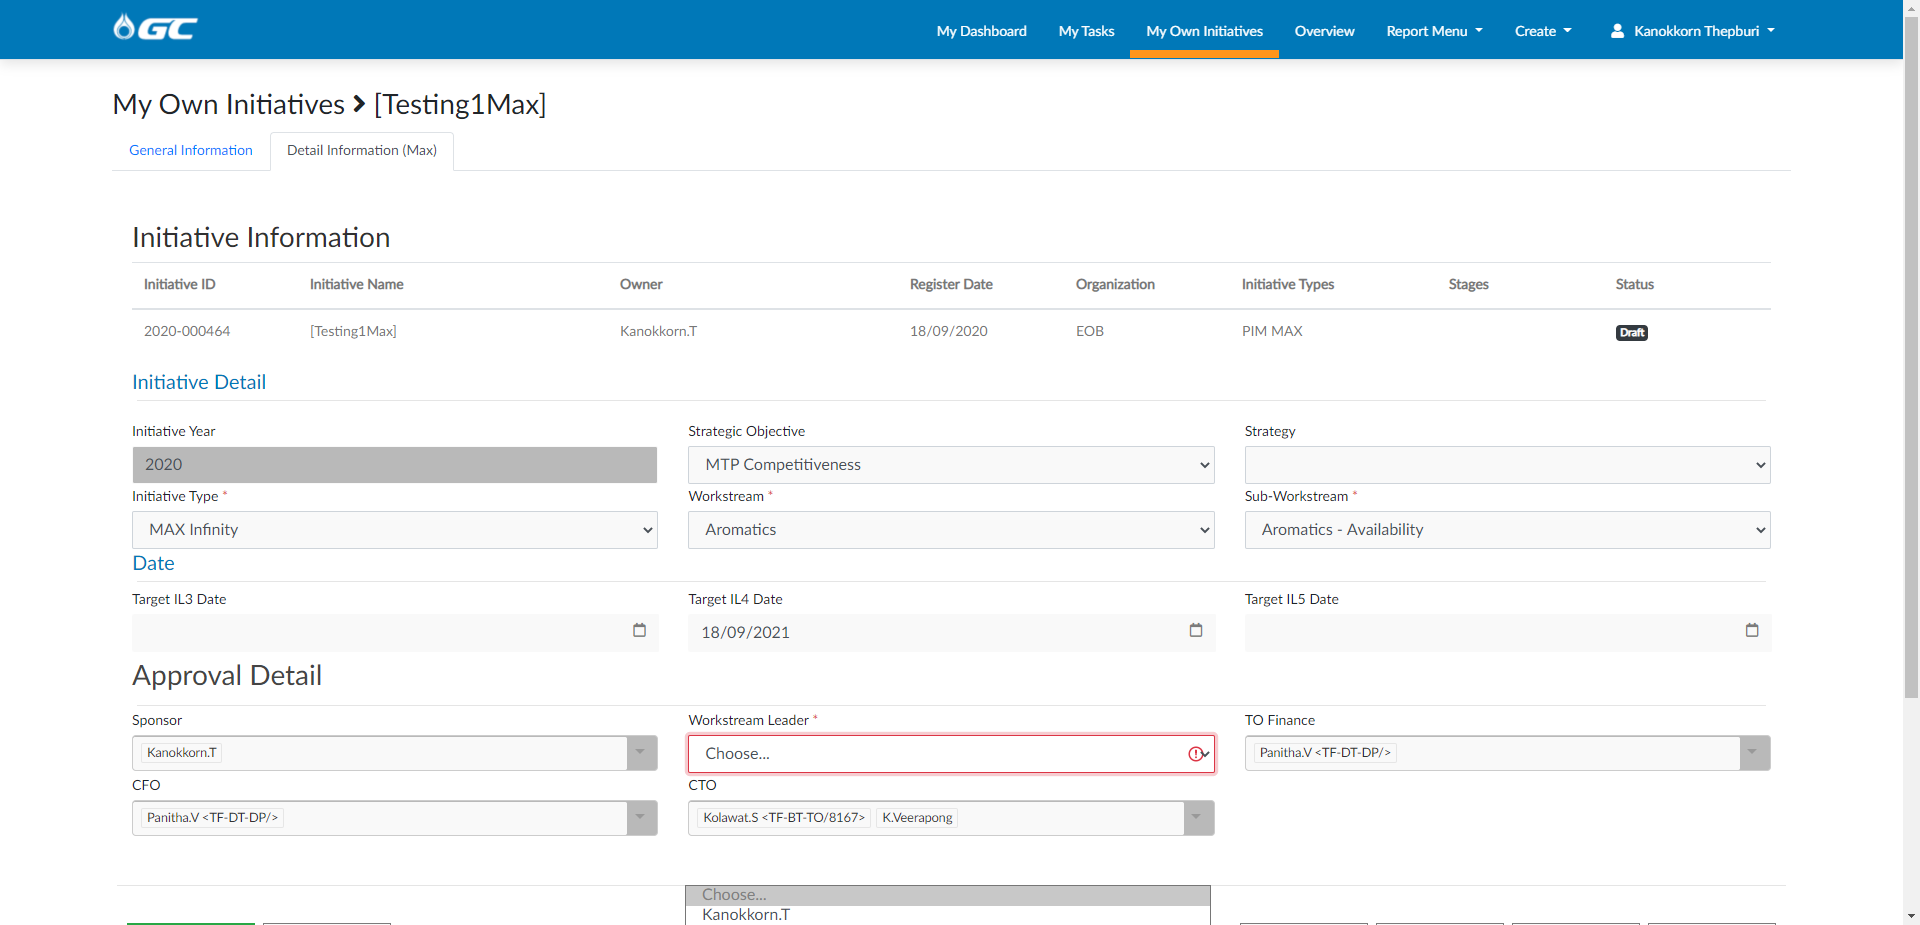 GC
My Dashboard My Tasks My Own Initiatives Overview Report Menu Create Kanokkorn Thepburi
My Own Initiatives > [Testing1Max]
General Information Detail Information (Max)
Initiative Information
Initiative ID Initiative Name Owner Register Date Organization Initiative Types Stages Status
2020-000464 [Testing1Max] Kanokkorn.T 18/09/2020 EOB PIM MAX Draft
Initiative Detail
Initiative Year Strategic Objective Strategy
2020 MTP Competitiveness
Initiative Type * Workstream * Sub-Workstream *
MAX Infinity Aromatics Aromatics - Availability
Date
Target IL3 Date Target IL4 Date Target IL5 Date
18/09/2021
Approval Detail
Sponsor Workstream Leader * TO Finance
Kanokkorn.T Choose... Panitha.V <TF-DT-DP/>
CFO CTO
Panitha.V <TF-DT-DP/> Kolawat.S <TF-BT-TO/8167> K.Veerapong
Choose...
Kanokkorn.T